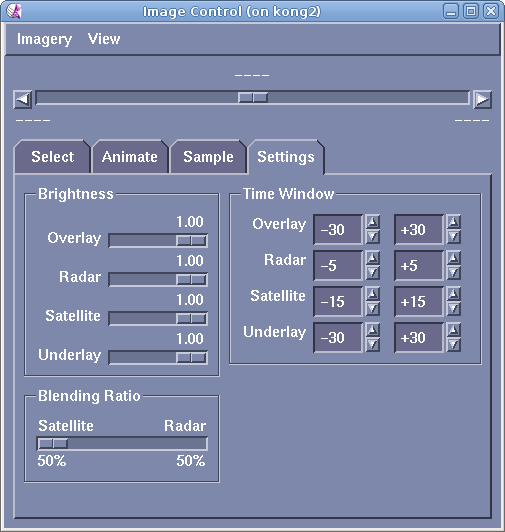 Image Control (on kong2)
Imagery View
----
---- ----
Select Animate Sample Settings
Brightness
1.00
Overlay
1.00
Radar
1.00
Satellite
1.00
Underlay
Time Window
Overlay -30 +30
Radar -5 +5
Satellite -15 +15
Underlay -30 +30
Blending Ratio
Satellite Radar
50% 50%